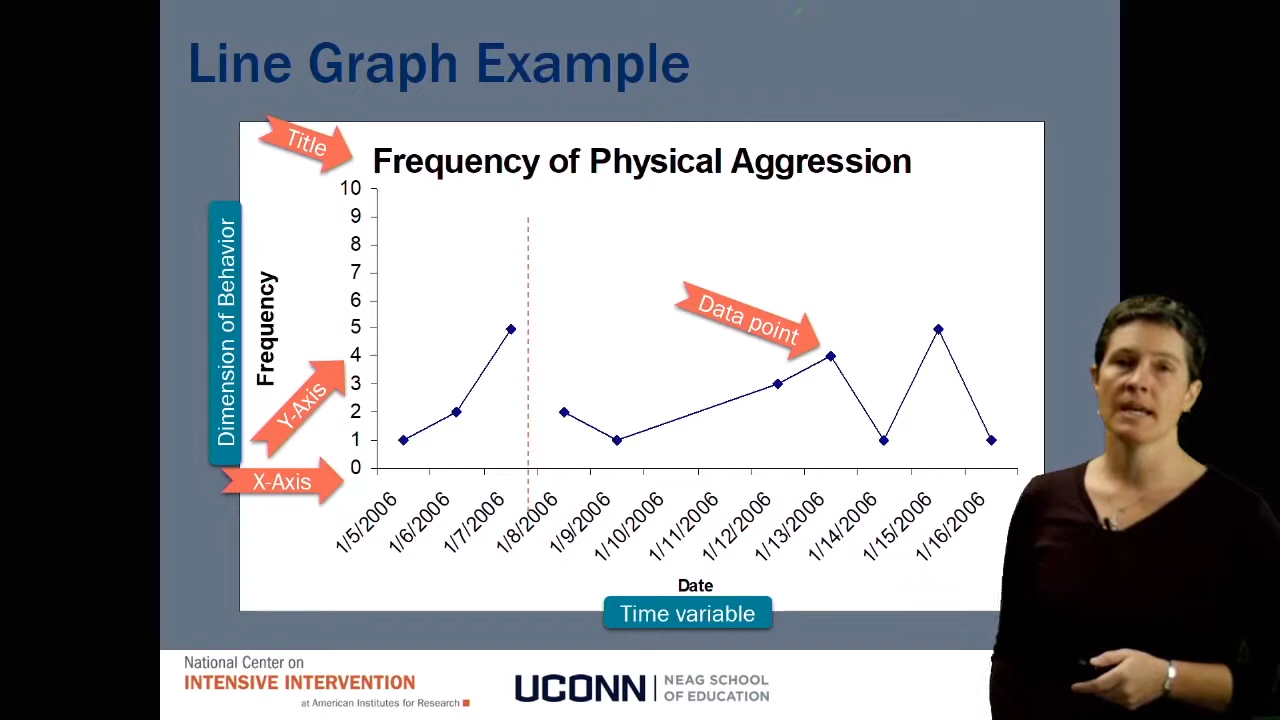 Line Graph Example
Title
Frequency of Physical Aggression
10
9
8
7
6
5
4
3
2
1
0
Frequency
Dimension of Behavior
Y-Axis
X-Axis
Data point
1/5/2006
1/6/2006
1/7/2006
1/8/2006
1/9/2006
1/10/2006
1/11/2006
1/12/2006
1/13/2006
1/14/2006
1/15/2006
1/16/2006
Date
Time variable
National Center on
INTENSIVE INTERVENTION
at American Institutes for Research
UCONN
NEAG SCHOOL
OF EDUCATION